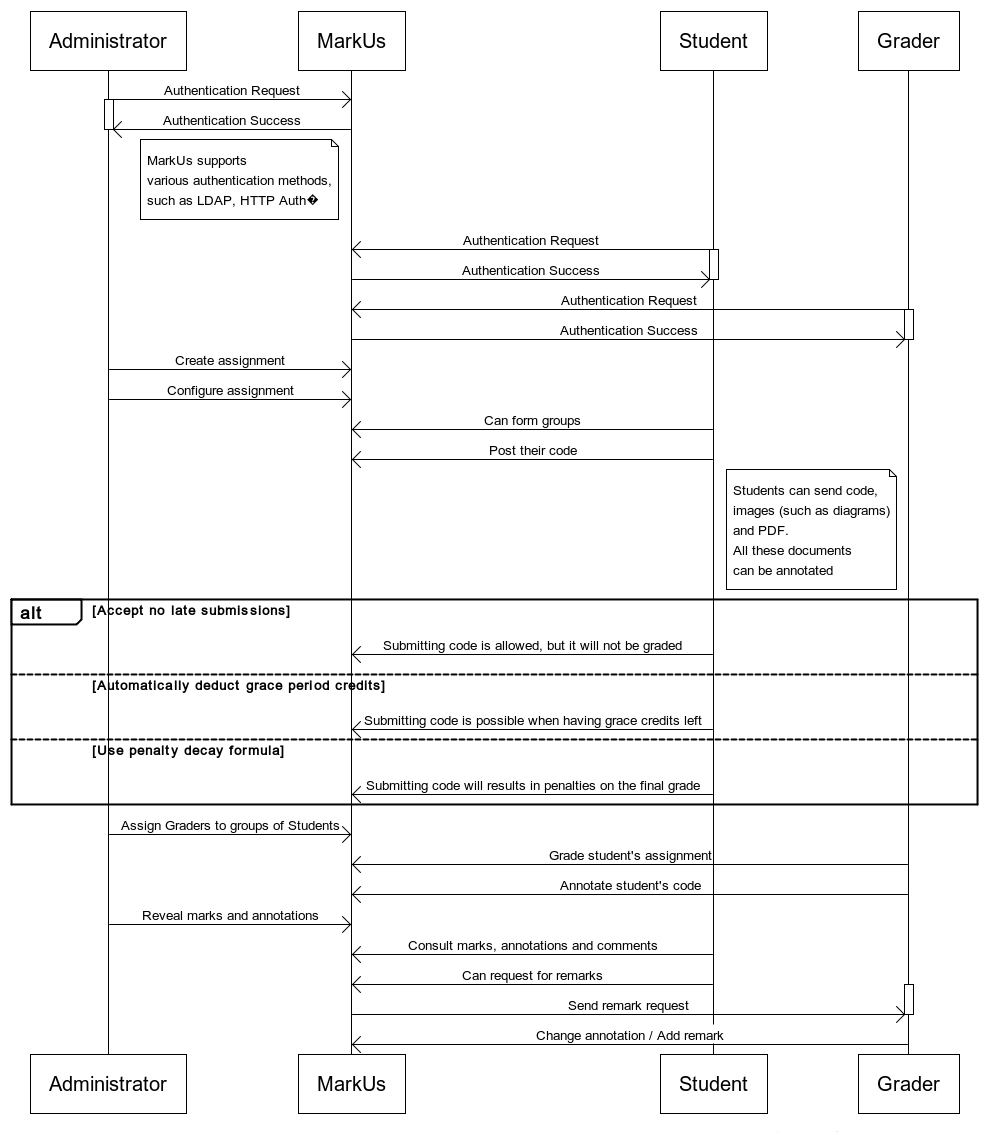 Administrator MarkUs Student Grader
Authentication Request
Authentication Success
MarkUs supports
various authentication methods,
such as LDAP, HTTP Auth�
Authentication Request
Authentication Success
Authentication Request
Authentication Success
Create assignment
Configure assignment
Can form groups
Post their code
Students can send code,
images (such as diagrams)
and PDF.
All these documents
can be annotated
alt [Accept no late submissions]
Submitting code is allowed, but it will not be graded
[Automatically deduct grace period credits]
Submitting code is possible when having grace credits left
[Use penalty decay formula]
Submitting code will results in penalties on the final grade
Assign Graders to groups of Students
Grade student's assignment
Annotate student's code
Reveal marks and annotations
Consult marks, annotations and comments
Can request for remarks
Send remark request
Change annotation / Add remark
Administrator MarkUs Student Grader